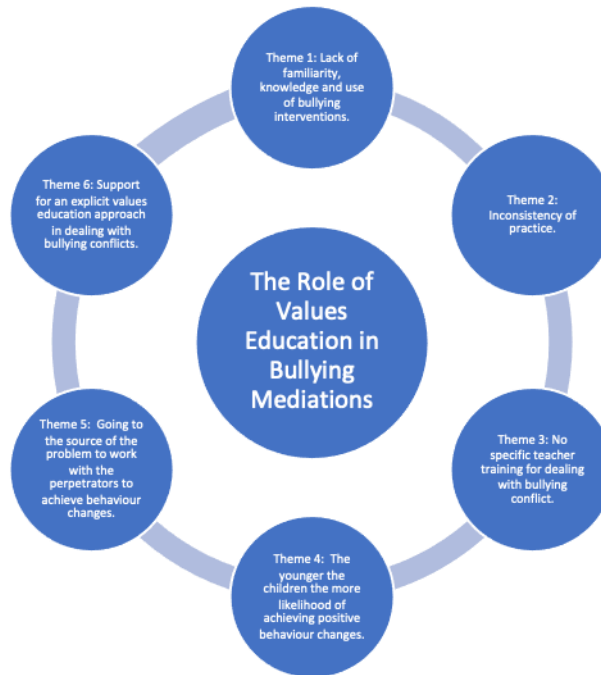 Theme 1: Lack of
familiarity,
knowledge and use
of bullying
interventions.
Theme 2:
Inconsistency of
practice.
Theme 3: No
specific teacher
training for dealing
with bullying
conflict.
Theme 4:  The
younger the
children the more
likelihood of
achieving positive
behaviour changes.
Theme 5:  Going to
the source of the
problem to work
with the
perpetrators to
achieve behaviour
changes.
Theme 6: Support
for an explicit values
education approach
in dealing with
bullying conflicts.
The Role of
Values
Education in
Bullying
Mediations